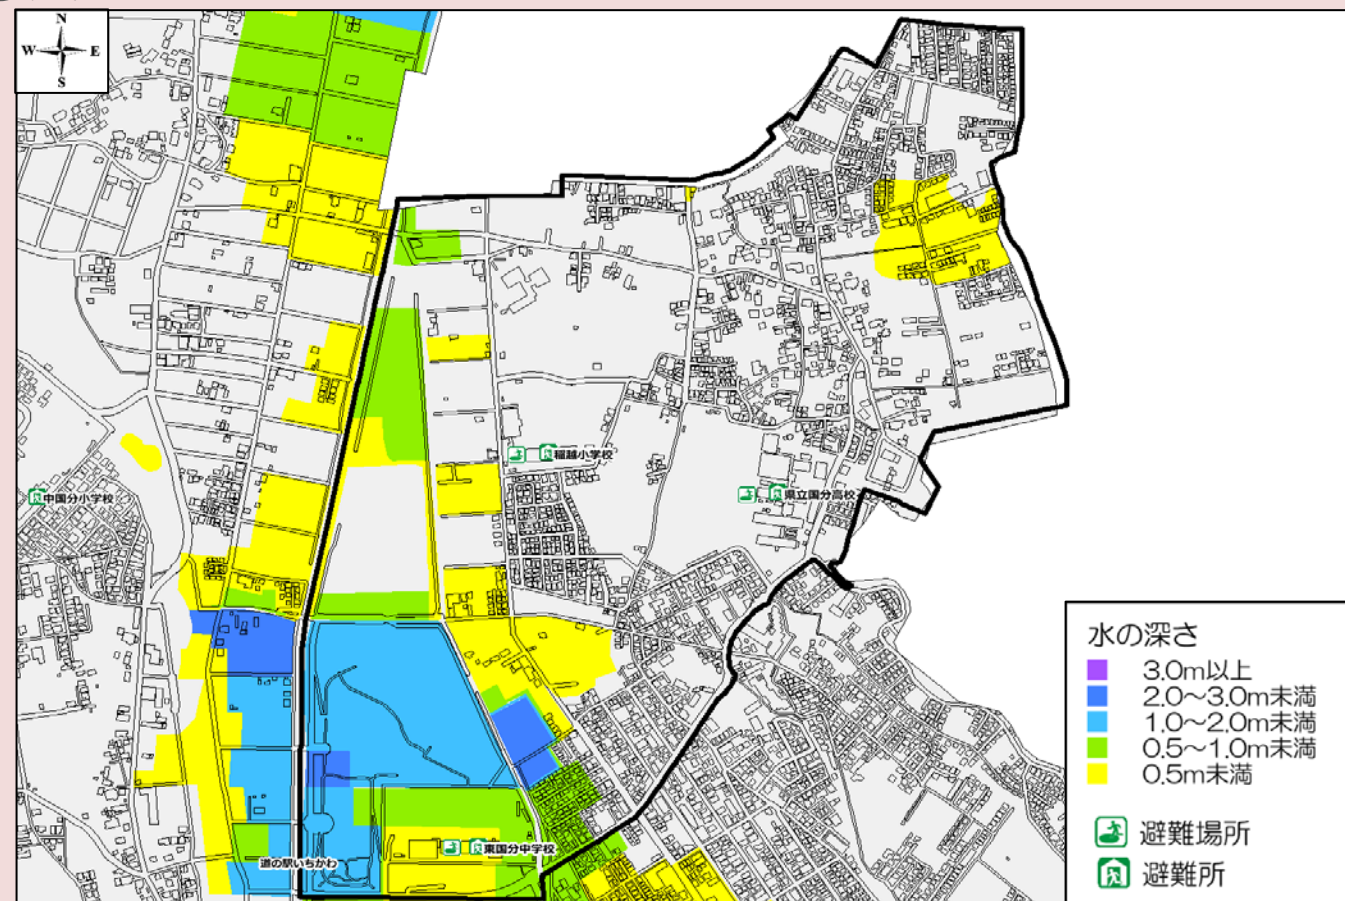 N
W E
S
稲越小学校
中国分小学校
県立国分高校
東国分中学校
道の駅いちかわ
水の深さ
3.0m以上
2.0～3.0m未満
1.0～2.0m未満
0.5～1.0m未満
0.5m未満
避難場所
避難所